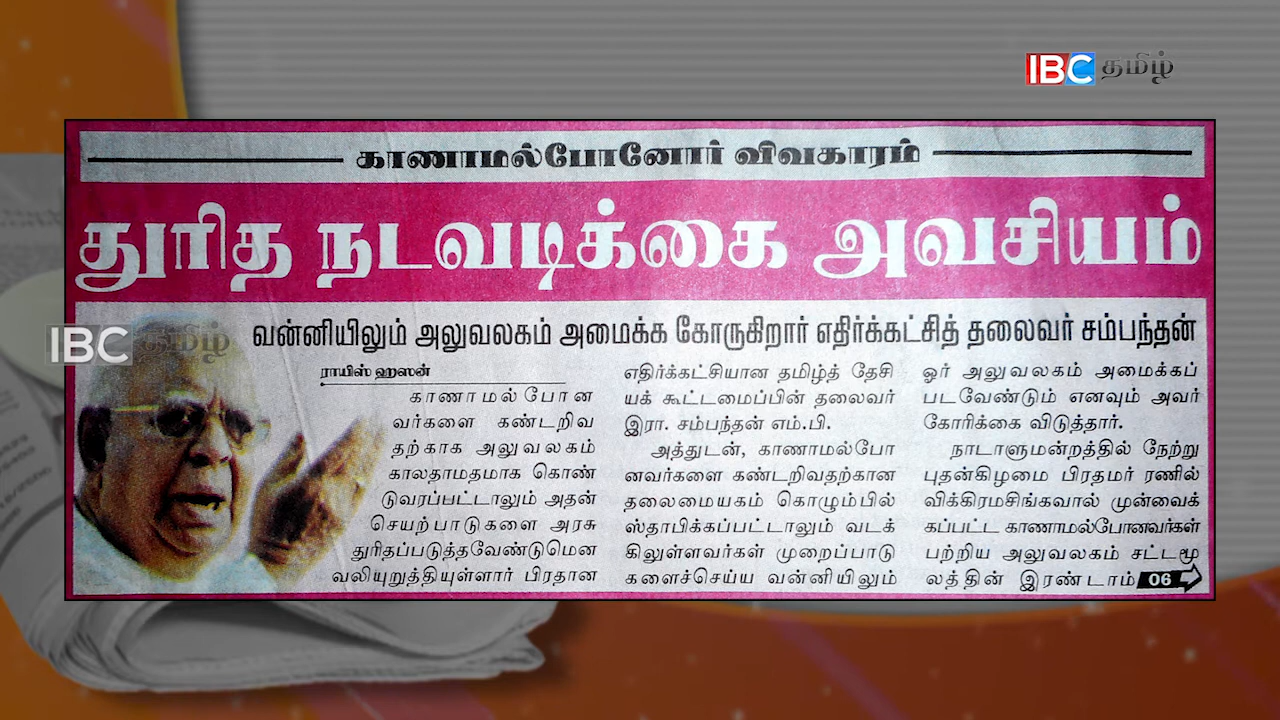 IBC தமிழ்
காணாமல்போனோர் விவகாரம்
துரித நடவடிக்கை அவசியம்
வன்னியிலும் அலுவலகம் அமைக்க கோருகிறார் எதிர்க்கட்சித் தலைவர் சம்பந்தன்
IBC தமிழ்
ராயிஸ் ஹஸன்
காணாமல்போன
வர்களை கண்டறிவ
தற்காக அலுவலகம்
காலதாமதமாக கொண்
டுவரப்பட்டாலும் அதன்
செயற்பாடுகளை அரசு
துரிதப்படுத்தவேண்டுமென
வலியுறுத்தியுள்ளார் பிரதான
எதிர்க்கட்சியான தமிழ்த் தேசி
யக் கூட்டமைப்பின் தலைவர்
இரா. சம்பந்தன் எம்.பி.
அத்துடன், காணாமல்போ
னவர்களை கண்டறிவதற்கான
தலைமையகம் கொழும்பில்
ஸ்தாபிக்கப்பட்டாலும் வடக்
கிலுள்ளவர்கள் முறைப்பாடு
களைச்செய்ய வன்னியிலும்
ஓர் அலுவலகம் அமைக்கப்
படவேண்டும் எனவும் அவர்
கோரிக்கை விடுத்தார்.
நாடாளுமன்றத்தில் நேற்று
புதன்கிழமை பிரதமர் ரணில்
விக்கிரமசிங்கவால் முன்வைக்
கப்பட்ட காணாமல்போனவர்கள்
பற்றிய அலுவலகம் சட்டமூ
லத்தின் இரண்டாம் 06